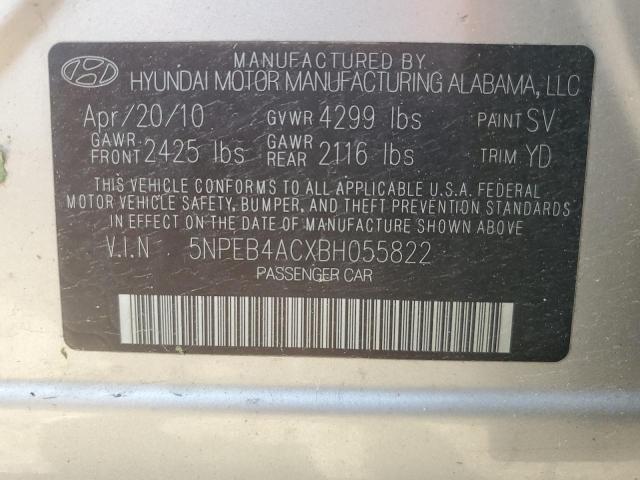 MANUFACTURED BY
HYUNDAI MOTOR MANUFACTURING ALABAMA, LLC
Apr/20/10 GVWR 4299 lbs PAINT SV
GAWR FRONT 2425 lbs GAWR REAR 2116 lbs TRIM YD
THIS VEHICLE CONFORMS TO ALL APPLICABLE U.S.A. FEDERAL
MOTOR VEHICLE SAFETY, BUMPER, AND THEFT PREVENTION STANDARDS
IN EFFECT ON THE DATE OF MANUFACTURE SHOWN ABOVE.
V.I.N 5NPEB4ACXBH055822
PASSENGER CAR